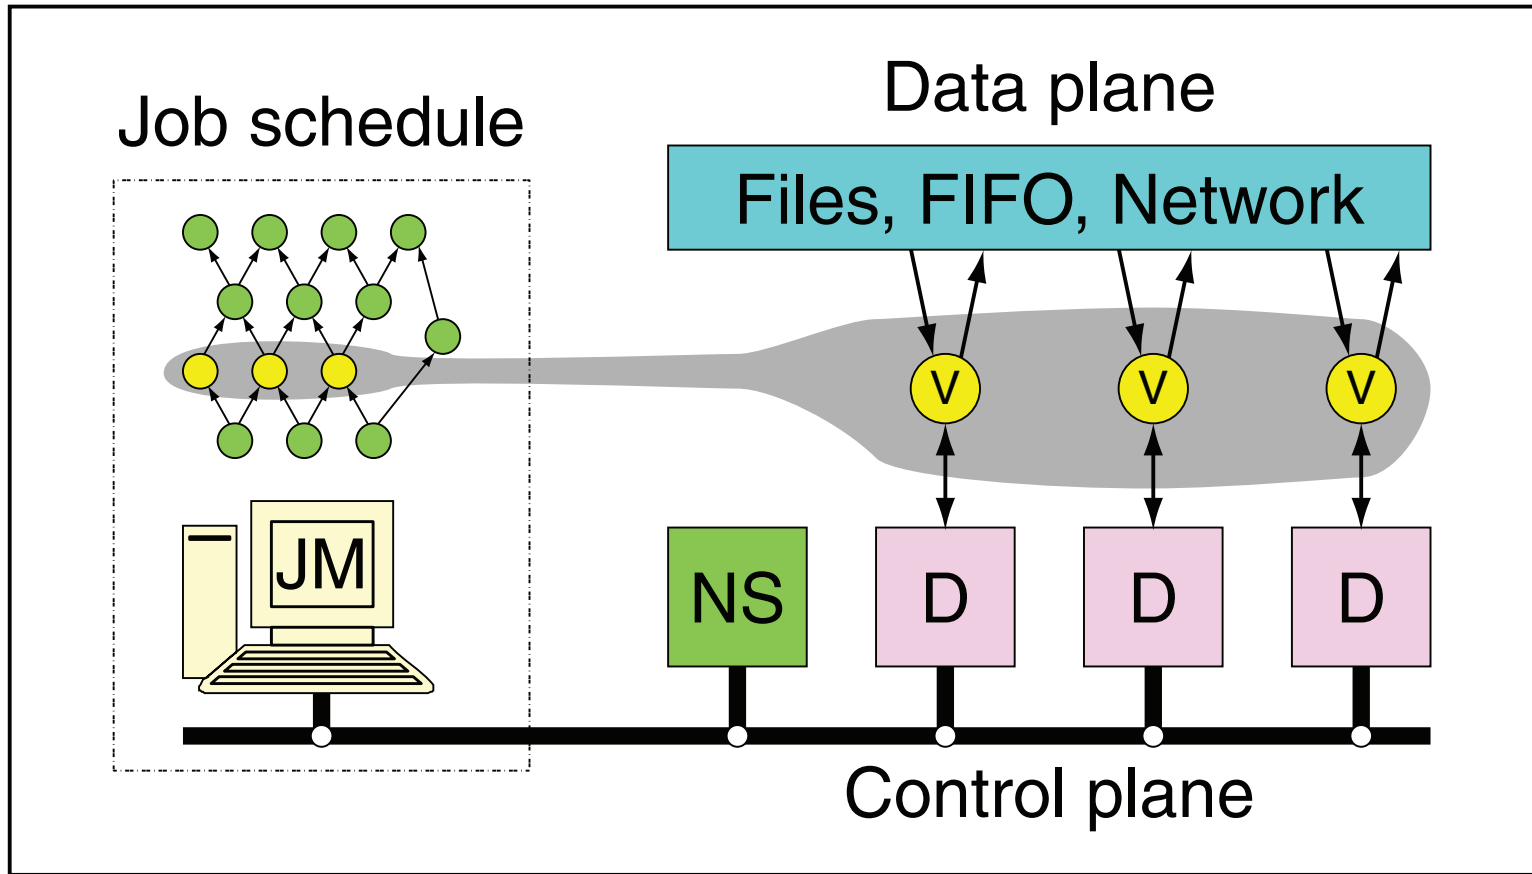 Data plane
Job schedule
Files, FIFO, Network
V V V
JM
NS D D D
Control plane